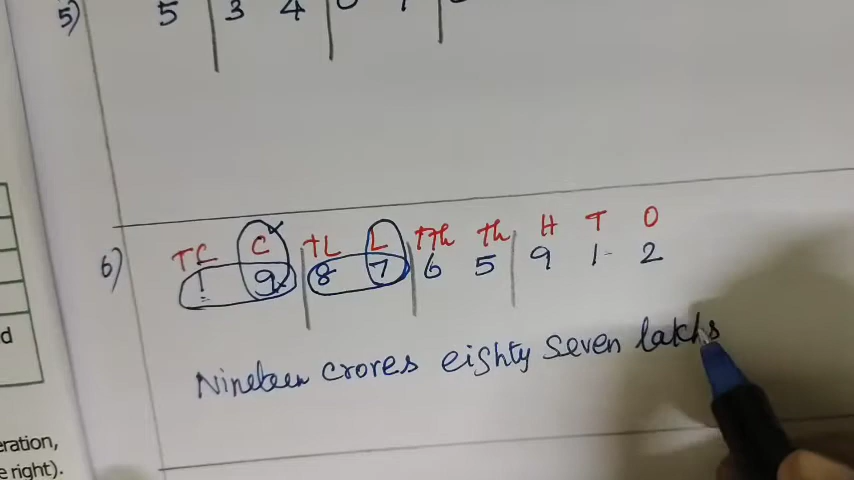 5) 5 3 4
TC C TL L TTh Th H T O
6) 1 9 8 7 6 5 9 1 2
Nineteen crores eighty seven lakhs
d
eration,
e right).